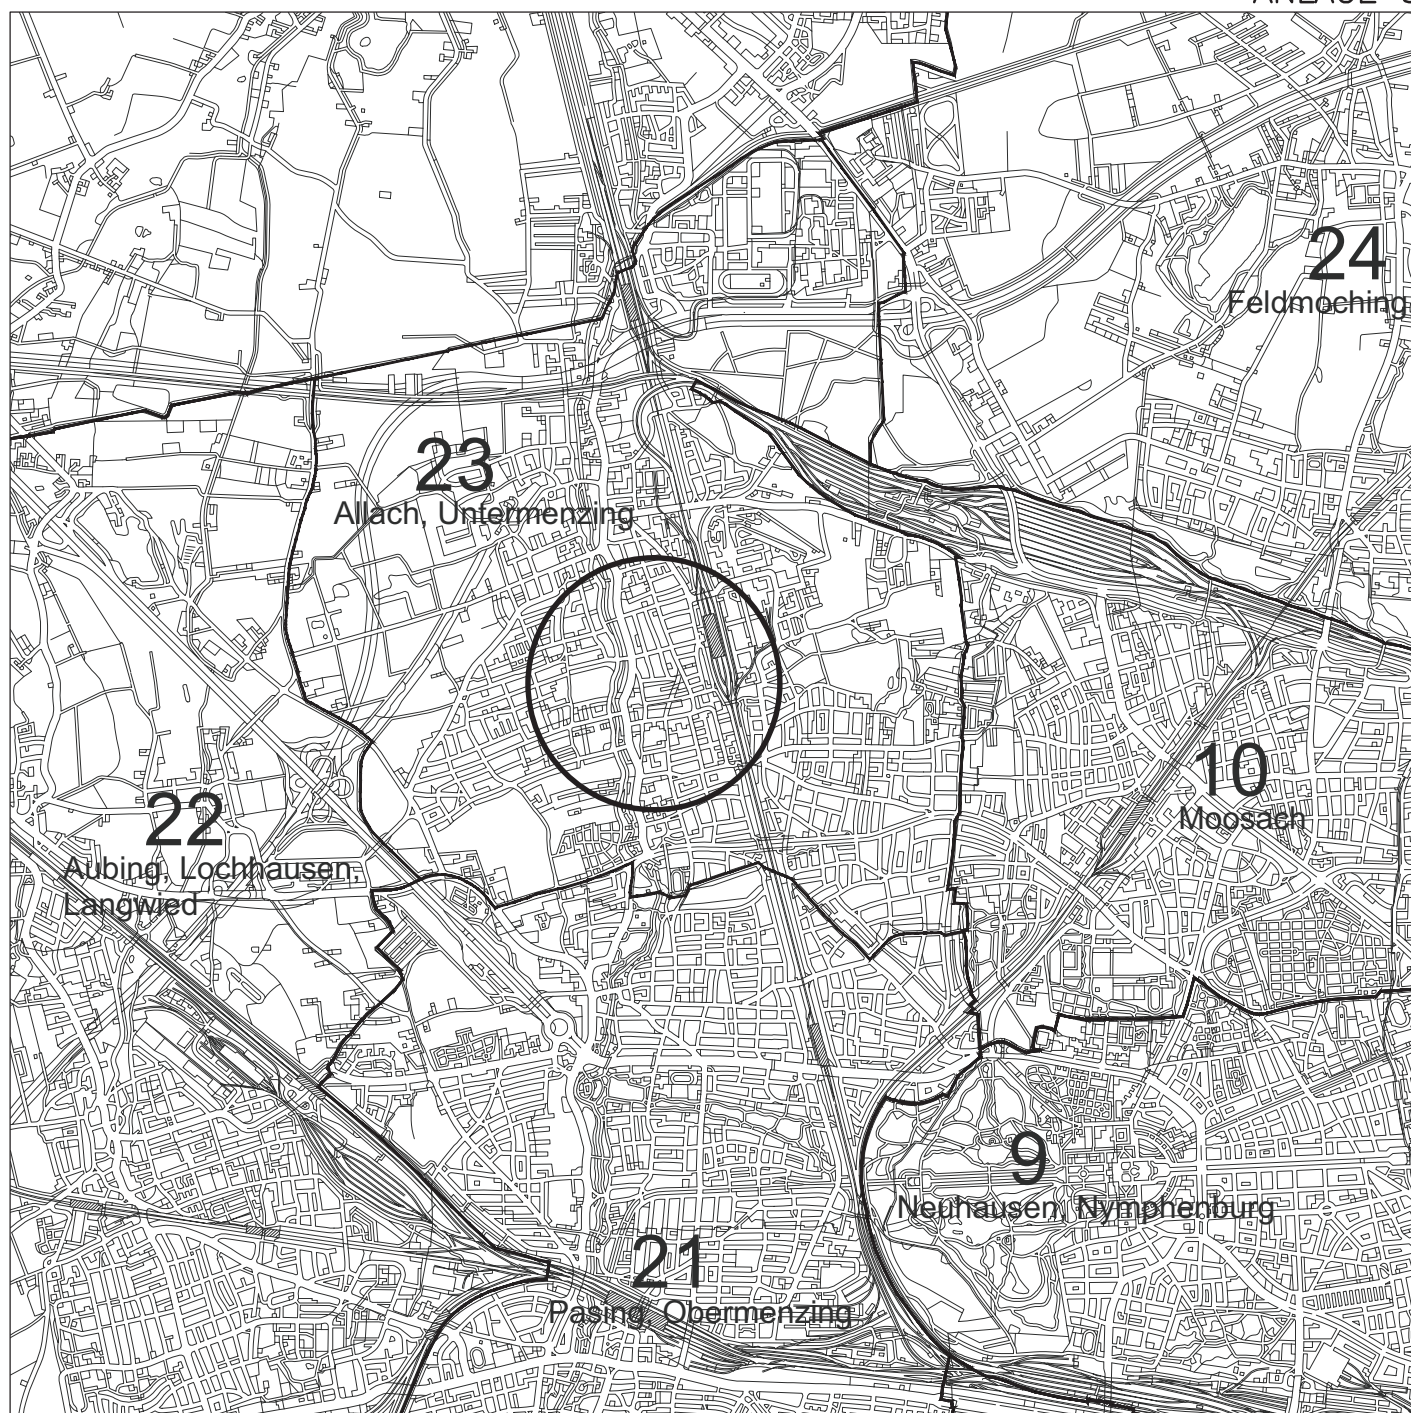 24
Feldmoching
23
Allach, Untermenzing
10
Moosach
22
Aubing, Lochhausen,
Langwied
9
Neuhausen, Nymphenburg
21
Pasing, Obermenzing